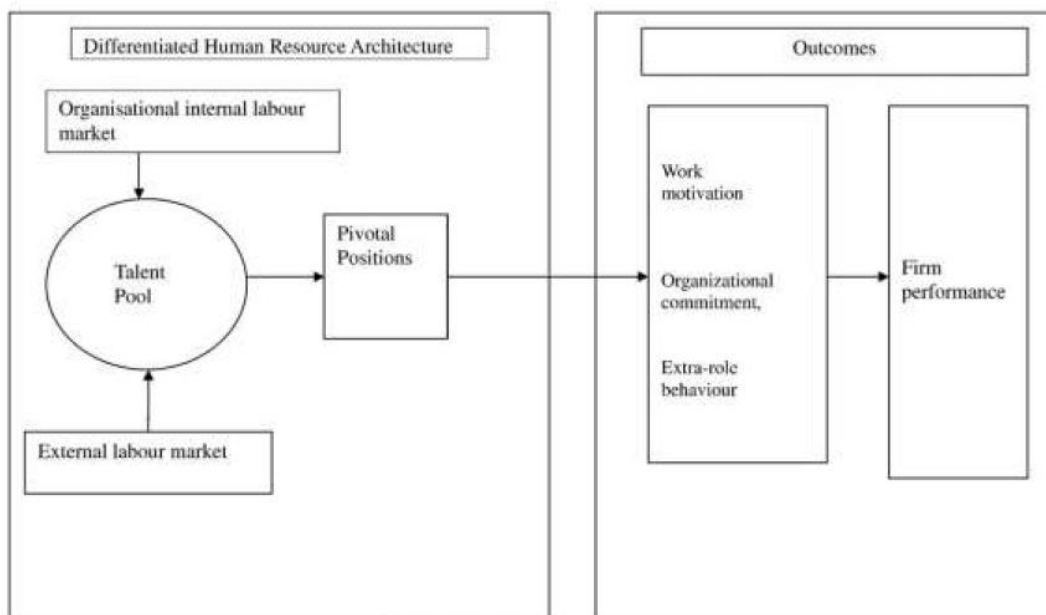 Differentiated Human Resource Architecture
Organisational internal labour
market
Talent
Pool
Pivotal
Positions
External labour market
Outcomes
Work
motivation
Organizational
commitment,
Extra-role
behaviour
Firm
performance